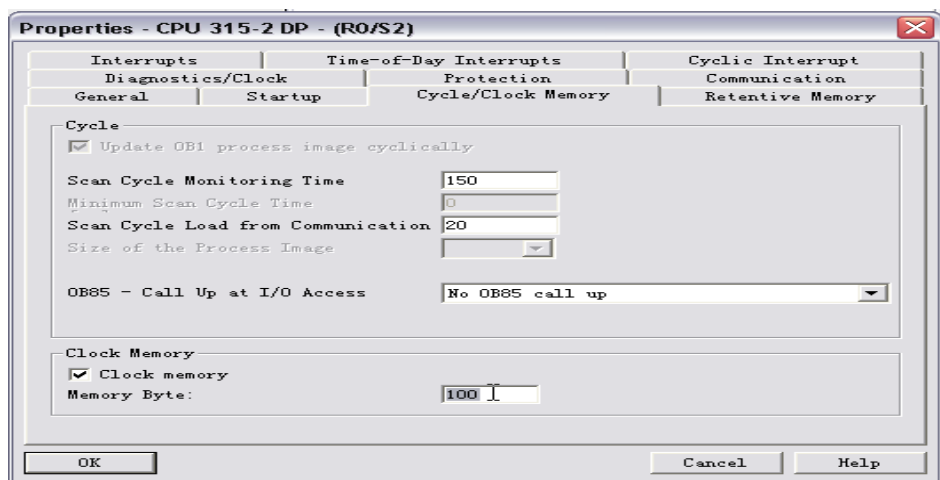 Properties - CPU 315-2 DP - (R0/S2)
Interrupts Time-of-Day Interrupts Cyclic Interrupt
Diagnostics/Clock Protection Communication
General Startup Cycle/Clock Memory Retentive Memory
Cycle
Update OB1 process image cyclically
Scan Cycle Monitoring Time 150
Minimum Scan Cycle Time 0
Scan Cycle Load from Communication 20
Size of the Process Image
OB85 - Call Up at I/O Access No OB85 call up
Clock Memory
Clock memory
Memory Byte: 100
OK Cancel Help